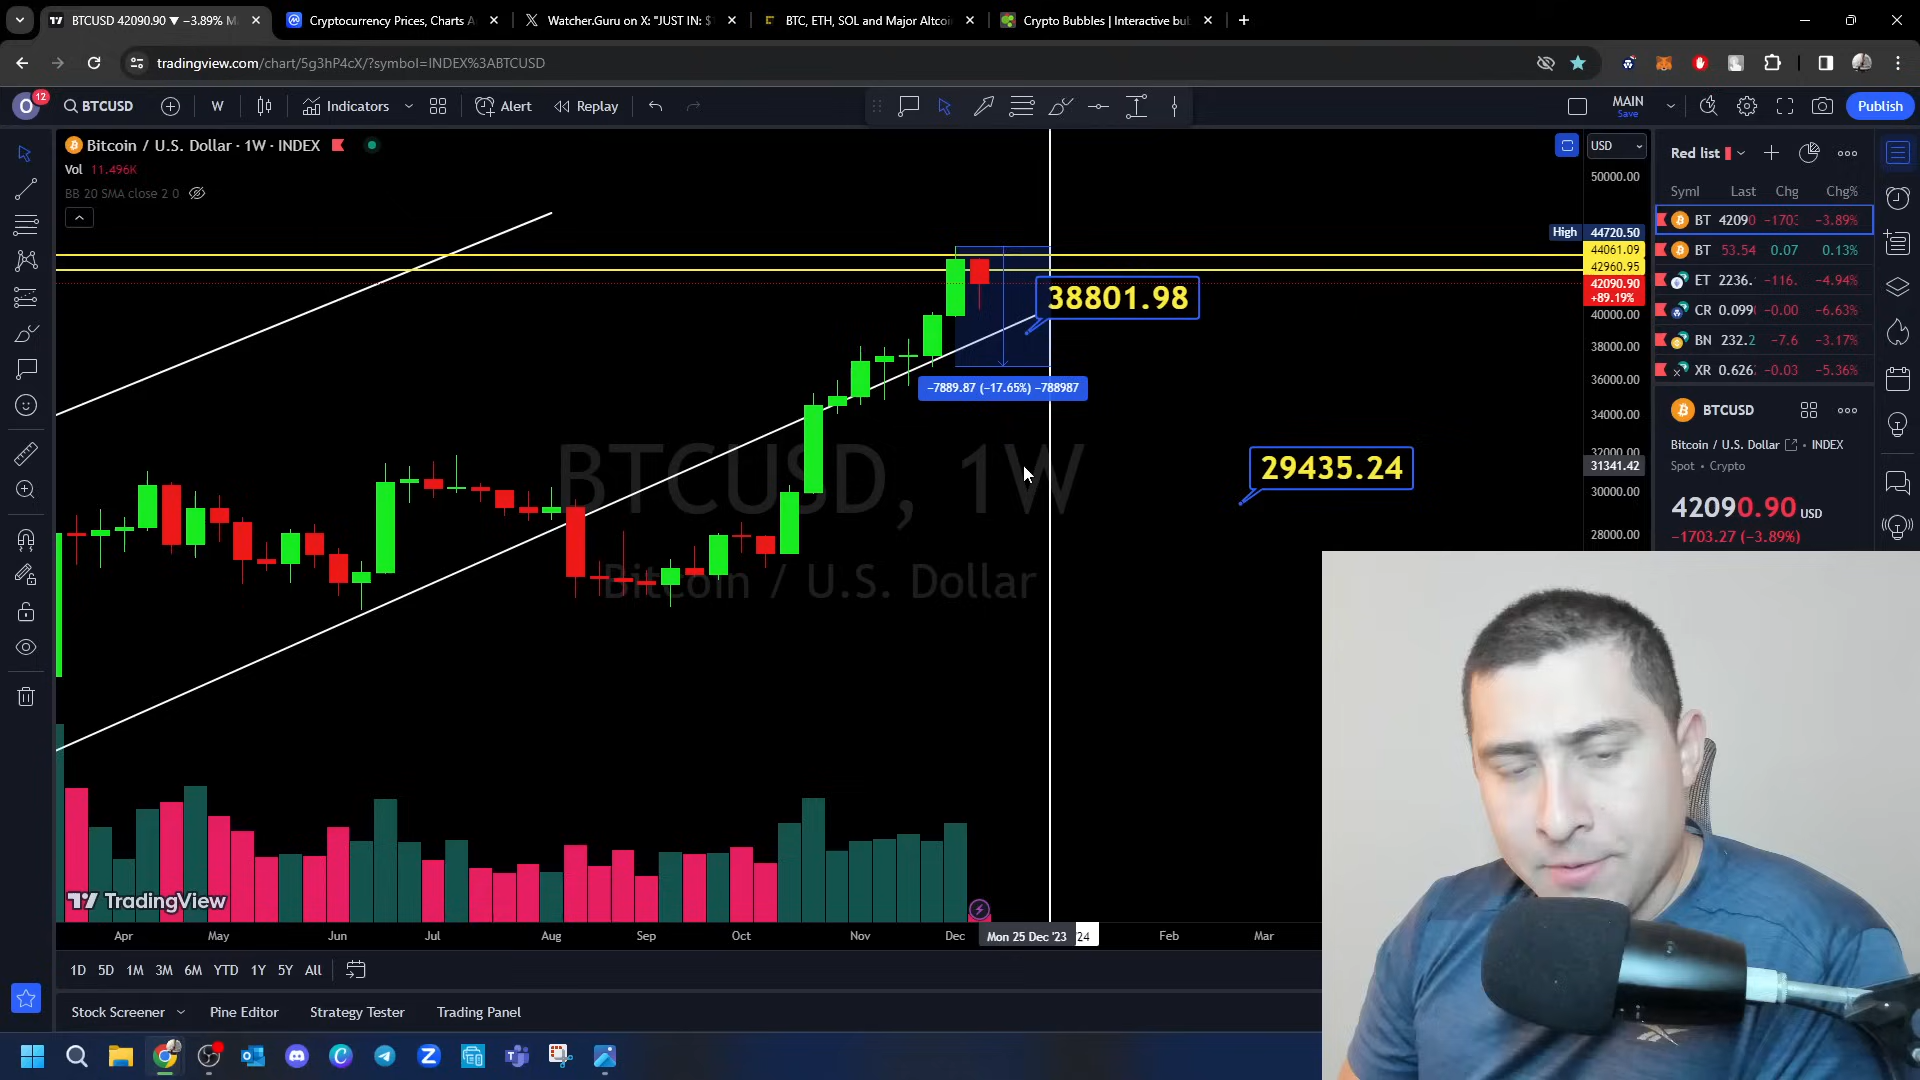 BTCUSD 42090.90 ▼ −3.89% M
Cryptocurrency Prices, Charts A
Watcher.Guru on X: "JUST IN: $
BTC, ETH, SOL and Major Altcoi
Crypto Bubbles | Interactive bu
tradingview.com/chart/5g3hP4cX/?symbol=INDEX%3ABTCUSD
O
12
BTCUSD
W
Indicators
Alert
Replay
MAIN
Save
Publish
Bitcoin / U.S. Dollar · 1W · INDEX
Vol 11.496K
BB 20 SMA close 2 0
BTCUSD, 1W
Bitcoin / U.S. Dollar
38801.98
−7889.87 (−17.65%) −788987
29435.24
USD
50000.00
High 44720.50
44061.09
42960.95
42090.90
+89.19%
40000.00
38000.00
36000.00
34000.00
32000.00
31341.42
30000.00
28000.00
Red list
Symb Last Chg Chg%
BT 42090 −1703 −3.89%
BT 53.54 0.07 0.13%
ET 2236. −116. −4.94%
CR 0.099 −0.00 −6.63%
BN 232.2 −7.6 −3.17%
XR 0.626 −0.03 −5.36%
BTCUSD
Bitcoin / U.S. Dollar · INDEX
Spot · Crypto
42090.90 USD
−1703.27 (−3.89%)
TradingView
Apr May Jun Jul Aug Sep Oct Nov Dec Mon 25 Dec '23 24 Feb Mar
1D 5D 1M 3M 6M YTD 1Y 5Y All
Stock Screener Pine Editor Strategy Tester Trading Panel